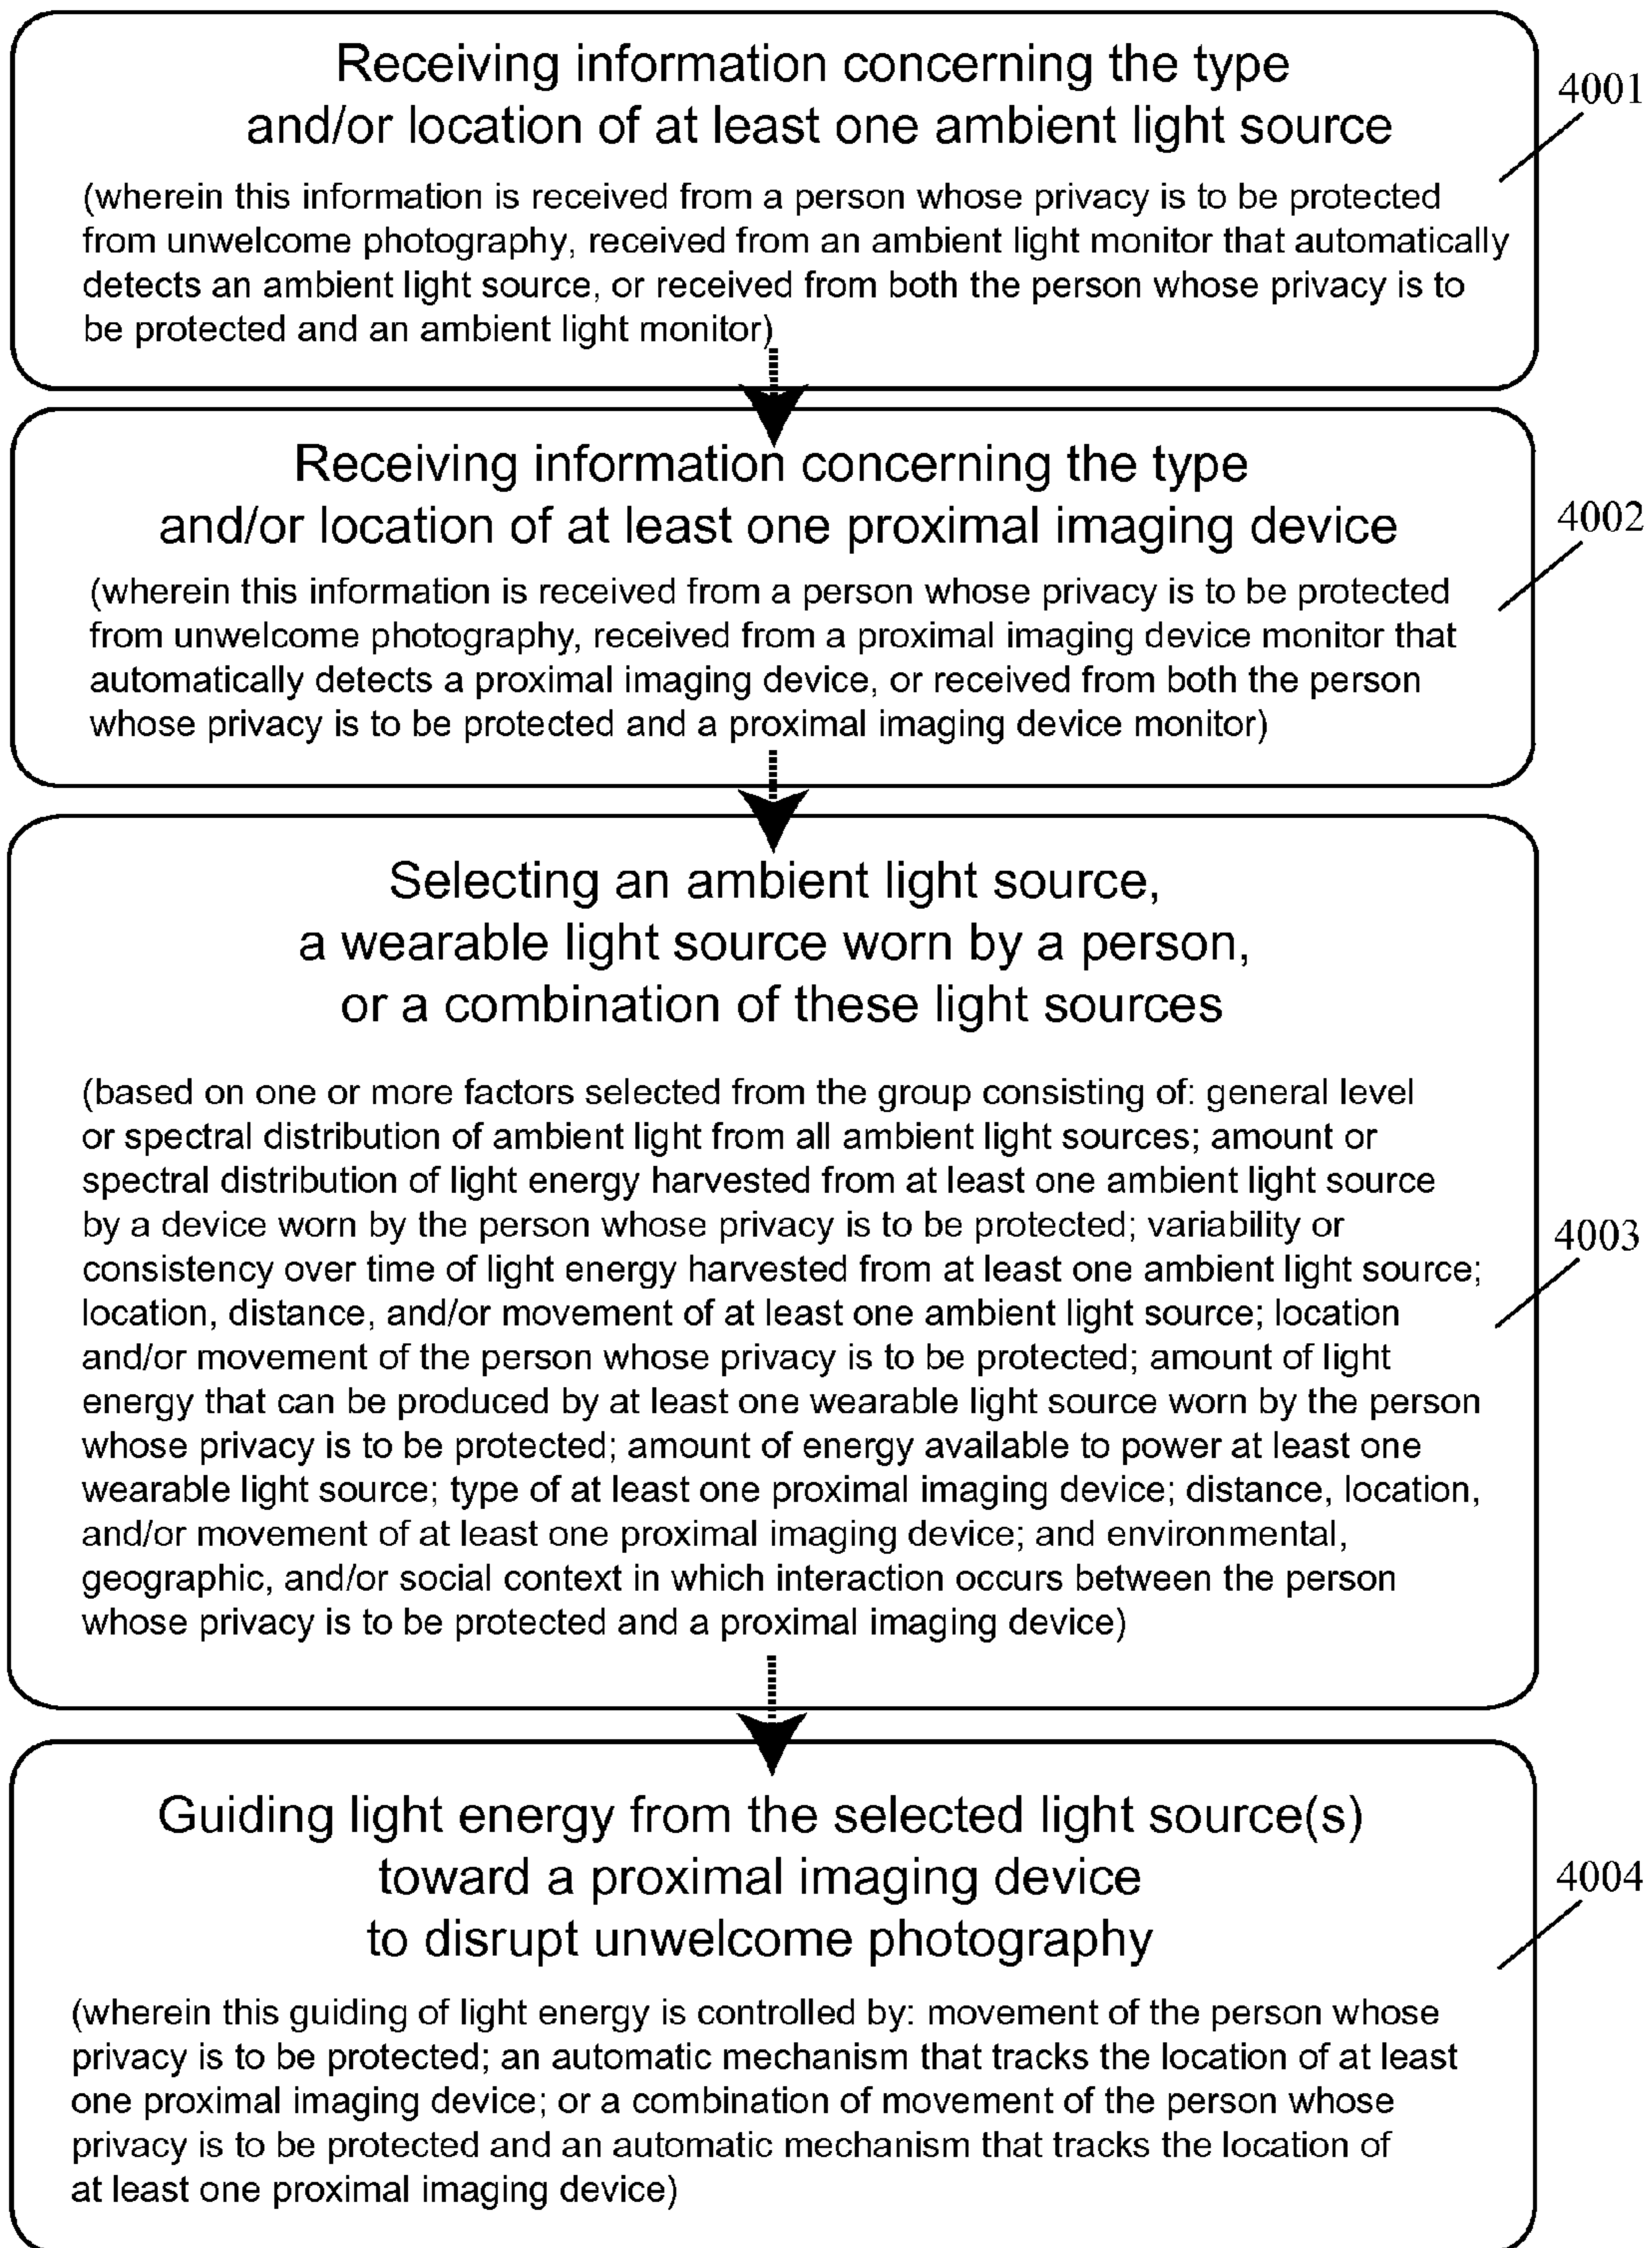 Receiving information concerning the type
and/or location of at least one ambient light source
4001
(wherein this information is received from a person whose privacy is to be protected
from unwelcome photography, received from an ambient light monitor that automatically
detects an ambient light source, or received from both the person whose privacy is to
be protected and an ambient light monitor)
Receiving information concerning the type
and/or location of at least one proximal imaging device
4002
(wherein this information is received from a person whose privacy is to be protected
from unwelcome photography, received from a proximal imaging device monitor that
automatically detects a proximal imaging device, or received from both the person
whose privacy is to be protected and a proximal imaging device monitor)
Selecting an ambient light source,
a wearable light source worn by a person,
or a combination of these light sources
(based on one or more factors selected from the group consisting of: general level
or spectral distribution of ambient light from all ambient light sources; amount or
spectral distribution of light energy harvested from at least one ambient light source
by a device worn by the person whose privacy is to be protected; variability or
consistency over time of light energy harvested from at least one ambient light source;
location, distance, and/or movement of at least one ambient light source; location
and/or movement of the person whose privacy is to be protected; amount of light
energy that can be produced by at least one wearable light source worn by the person
whose privacy is to be protected; amount of energy available to power at least one
wearable light source; type of at least one proximal imaging device; distance, location,
and/or movement of at least one proximal imaging device; and environmental,
geographic, and/or social context in which interaction occurs between the person
whose privacy is to be protected and a proximal imaging device)
4003
Guiding light energy from the selected light source(s)
toward a proximal imaging device
to disrupt unwelcome photography
4004
(wherein this guiding of light energy is controlled by: movement of the person whose
privacy is to be protected; an automatic mechanism that tracks the location of at least
one proximal imaging device; or a combination of movement of the person whose
privacy is to be protected and an automatic mechanism that tracks the location of
at least one proximal imaging device)